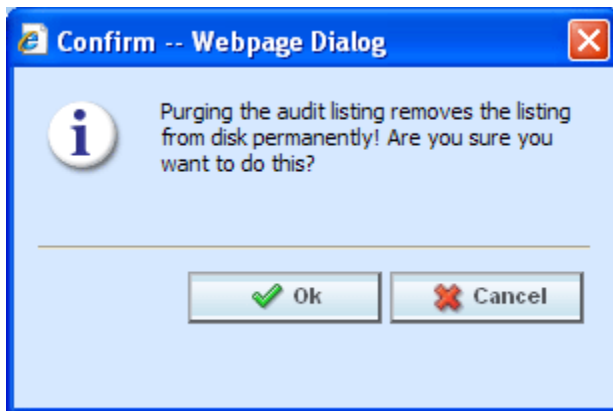 Confirm -- Webpage Dialog
Purging the audit listing removes the listing
from disk permanently! Are you sure you
want to do this?
Ok
Cancel